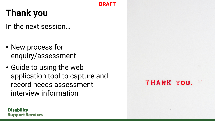 DRAFT
Thank you
In the next session...
• New process for
enquiry/assessment
• Guide to using the web
application tool to capture and
record needs assessment
interview information
THANK YOU.
Disability
Support Services